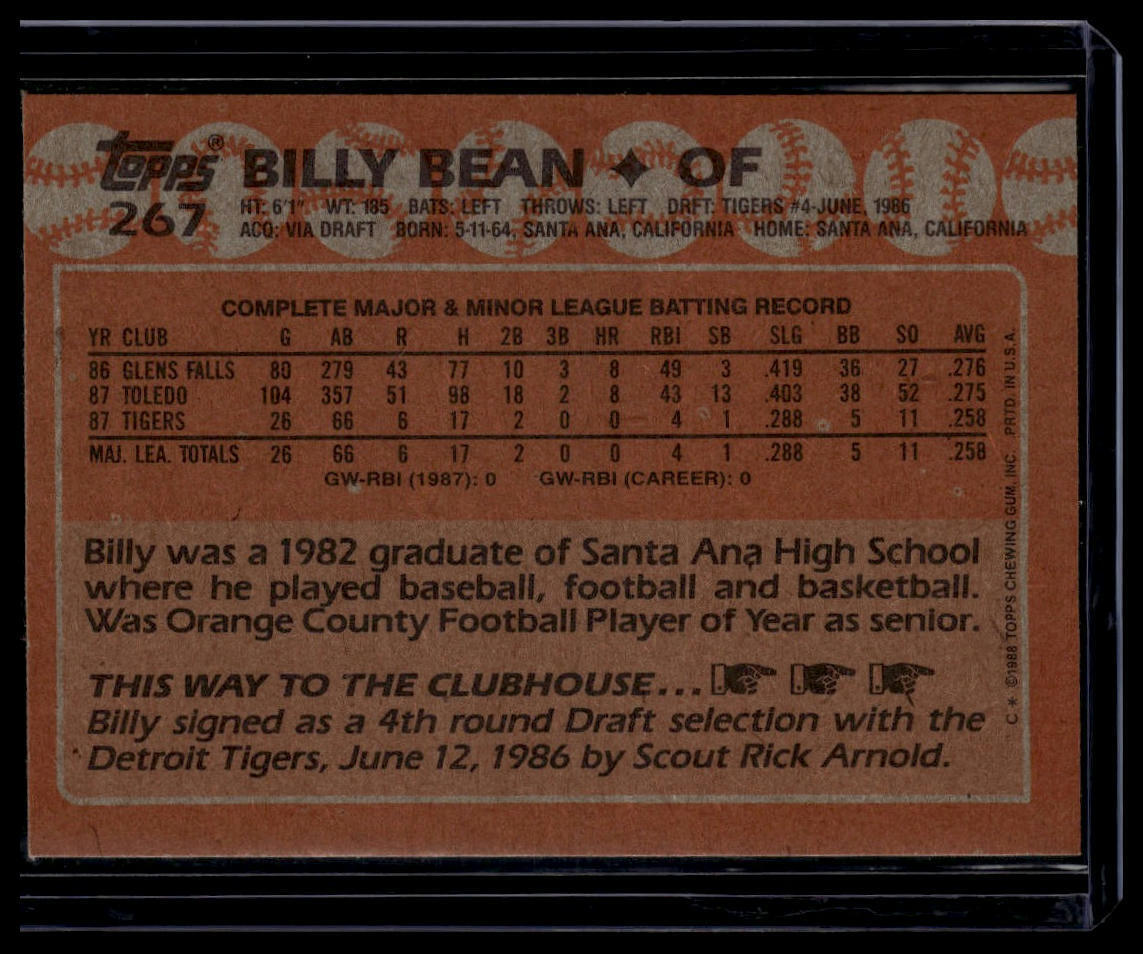 Topps® BILLY BEAN ✦ OF
267 HT: 6'1" WT: 185 BATS: LEFT THROWS: LEFT DRFT: TIGERS #4-JUNE, 1986
ACQ: VIA DRAFT BORN: 5-11-64, SANTA ANA, CALIFORNIA HOME: SANTA ANA, CALIFORNIA
COMPLETE MAJOR & MINOR LEAGUE BATTING RECORD
YR CLUB G AB R H 2B 3B HR RBI SB SLG BB SO AVG
86 GLENS FALLS 80 279 43 77 10 3 8 49 3 .419 36 27 .276
87 TOLEDO 104 357 51 98 18 2 8 43 13 .403 38 52 .275
87 TIGERS 26 66 6 17 2 0 0 4 1 .288 5 11 .258
MAJ. LEA. TOTALS 26 66 6 17 2 0 0 4 1 .288 5 11 .258
GW-RBI (1987): 0 GW-RBI (CAREER): 0
Billy was a 1982 graduate of Santa Ana High School
where he played baseball, football and basketball.
Was Orange County Football Player of Year as senior.
THIS WAY TO THE CLUBHOUSE...
Billy signed as a 4th round Draft selection with the
Detroit Tigers, June 12, 1986 by Scout Rick Arnold.
C * ©1988 TOPPS CHEWING GUM, INC. PRTD. IN U.S.A.